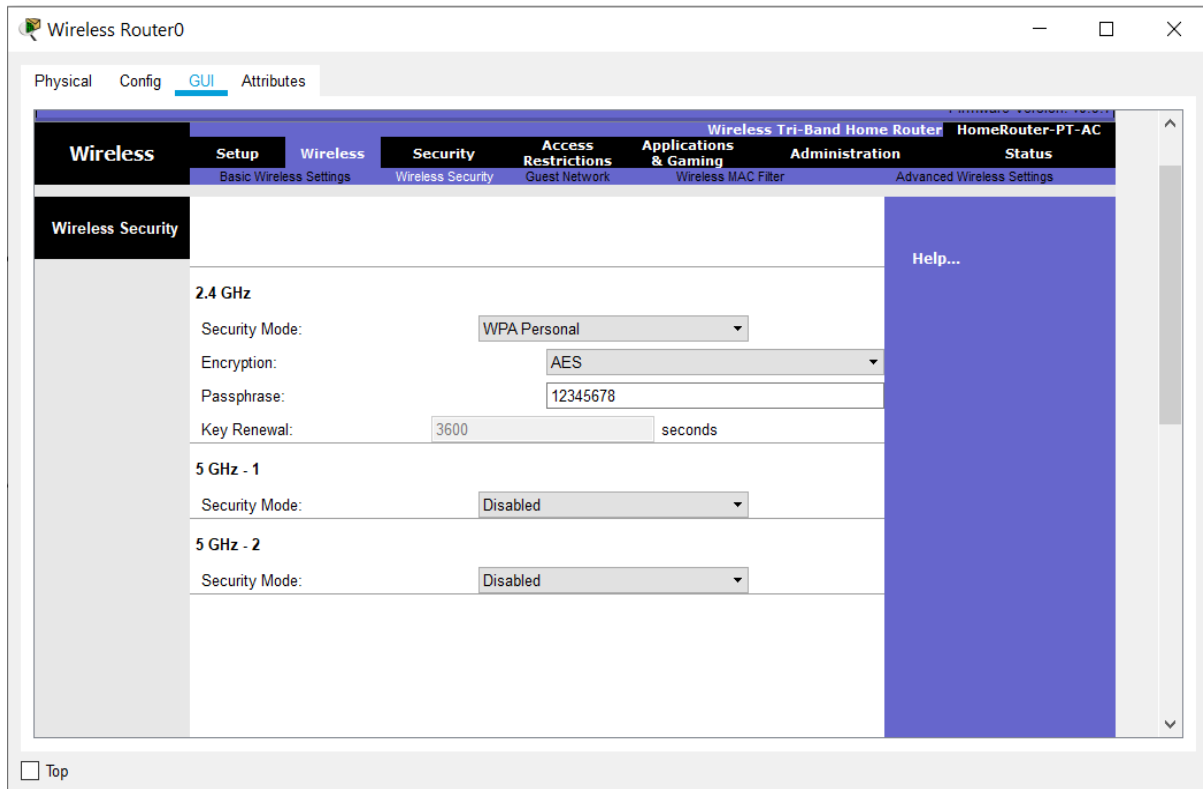 Wireless Router0
Physical Config GUI Attributes
Wireless Tri-Band Home Router HomeRouter-PT-AC
Wireless
Setup Wireless Security Access Restrictions Applications & Gaming Administration Status
Basic Wireless Settings Wireless Security Guest Network Wireless MAC Filter Advanced Wireless Settings
Wireless Security
Help...
2.4 GHz
Security Mode: WPA Personal
Encryption: AES
Passphrase: 12345678
Key Renewal: 3600 seconds
5 GHz - 1
Security Mode: Disabled
5 GHz - 2
Security Mode: Disabled
Top